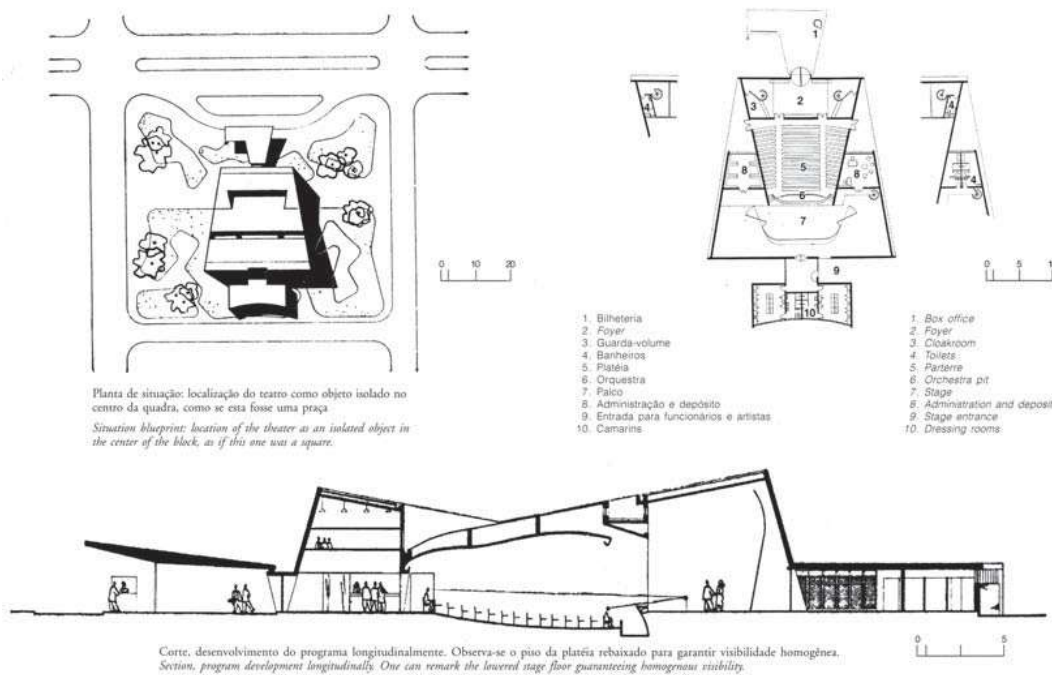 1
2
3
4
4
5
8
8
4
6
7
9
10
0 10 20
0 5 1
1. Bilheteria
2. Foyer
3. Guarda-volume
4. Banheiros
5. Platéia
6. Orquestra
7. Palco
8. Administração e depósito
9. Entrada para funcionários e artistas
10. Camarins
1. Box office
2. Foyer
3. Cloakroom
4. Toilets
5. Parterre
6. Orchestra pit
7. Stage
8. Administration and deposit
9. Stage entrance
10. Dressing rooms
Planta de situação: localização do teatro como objeto isolado no
centro da quadra, como se esta fosse uma praça
Situation blueprint: location of the theater as an isolated object in
the center of the block, as if this one was a square.
Corte, desenvolvimento do programa longitudinalmente. Observa-se o piso da platéia rebaixado para garantir visibilidade homogênea.
Section, program development longitudinally. One can remark the lowered stage floor guaranteeing homogenous visibility.
0 5